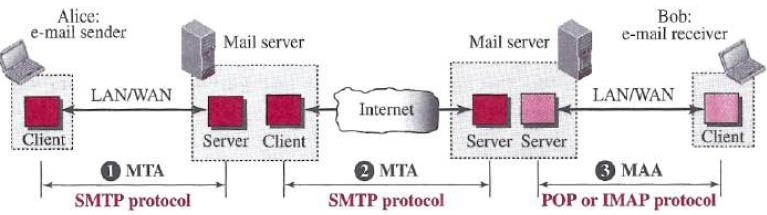 Alice:
e-mail sender
Bob:
e-mail receiver
Mail server
Mail server
LAN/WAN
Internet
LAN/WAN
Client
Server Client
Server Server
Client
1 MTA
2 MTA
3 MAA
SMTP protocol
SMTP protocol
POP or IMAP protocol